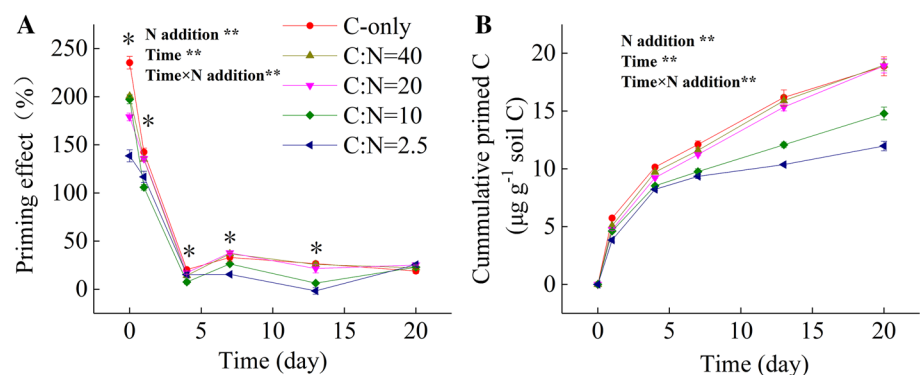 A
N addition **
Time **
Time×N addition**
C-only
C:N=40
C:N=20
C:N=10
C:N=2.5
*
*
*
*
*
Priming effect (%)
250
200
150
100
50
0
0 5 10 15 20
Time (day)
B
N addition **
Time **
Time×N addition**
Cummulative primed C
(μg g-1 soil C)
20
15
10
5
0
0 5 10 15 20
Time (day)